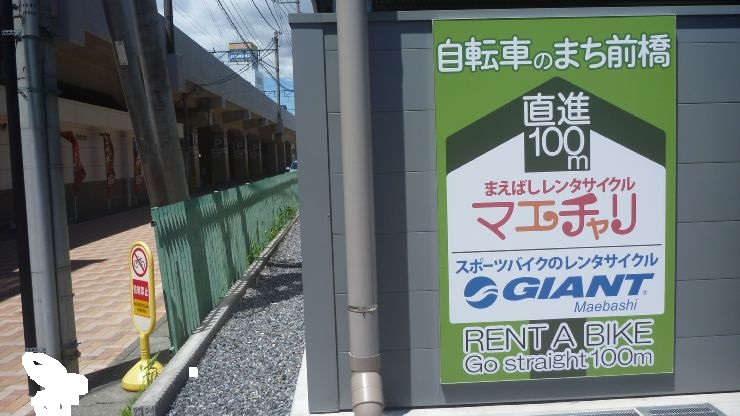 自転車のまち前橋
直進
100m
まえばしレンタサイクル
マエチャリ
スポーツバイクのレンタサイクル
GIANT
Maebashi
RENT A BIKE
Go straight 100m
P